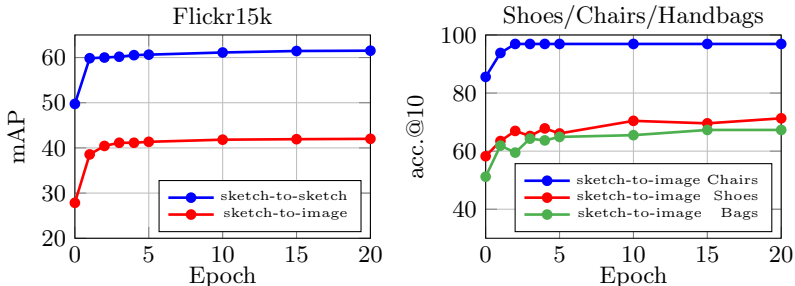 Flickr15k
60
50
40
30
20
mAP
sketch-to-sketch
sketch-to-image
0 5 10 15 20
Epoch
Shoes/Chairs/Handbags
100
80
60
40
acc.@10
sketch-to-image Chairs
sketch-to-image Shoes
sketch-to-image Bags
0 5 10 15 20
Epoch